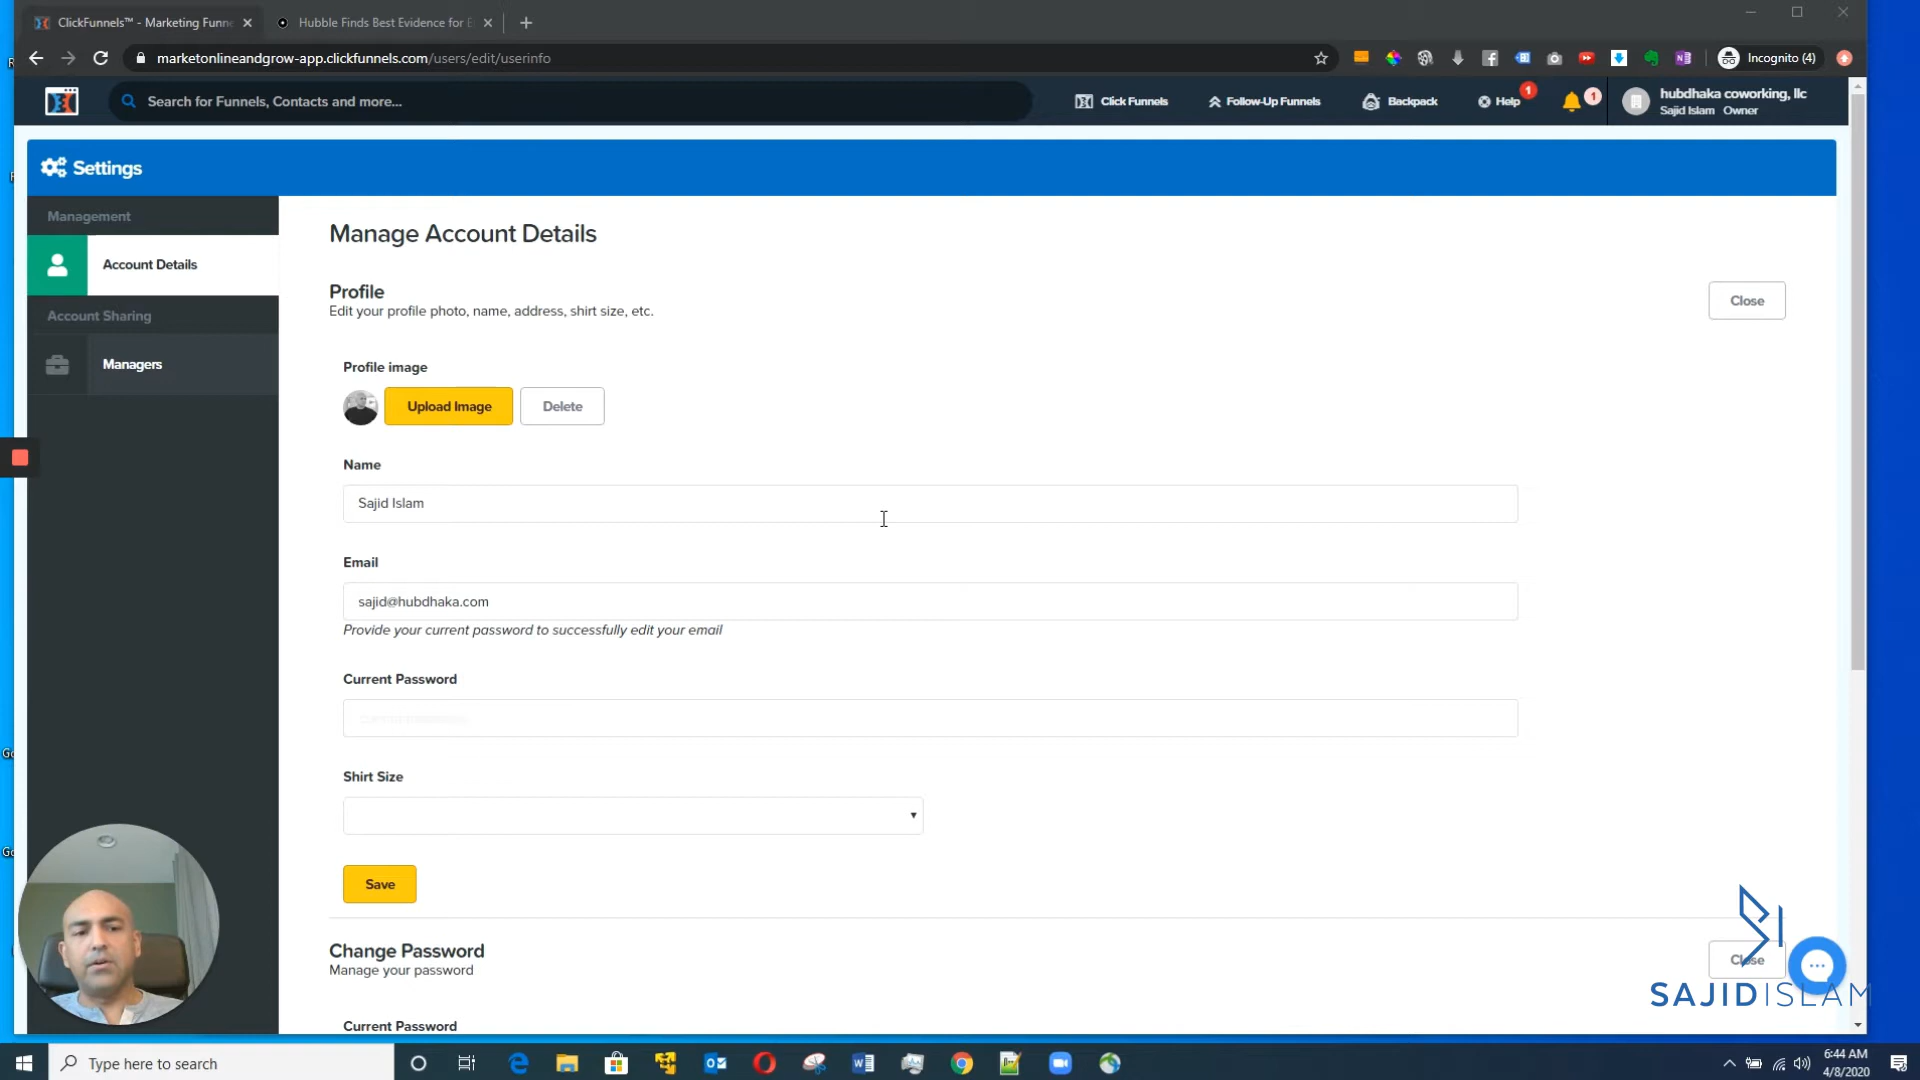 ClickFunnels™ - Marketing Funne
Hubble Finds Best Evidence for E
marketonlineandgrow-app.clickfunnels.com/users/edit/userinfo
Incognito (4)
Search for Funnels, Contacts and more...
Click Funnels
Follow-Up Funnels
Backpack
Help
1
1
hubdhaka coworking, llc
Sajid Islam Owner
Settings
Management
Account Details
Account Sharing
Managers
Manage Account Details
Profile
Edit your profile photo, name, address, shirt size, etc.
Close
Profile image
Upload Image
Delete
Name
Sajid Islam
Email
sajid@hubdhaka.com
Provide your current password to successfully edit your email
Current Password
Shirt Size
Save
Change Password
Manage your password
Close
Current Password
SAJID ISLAM
Type here to search
6:44 AM
4/8/2020